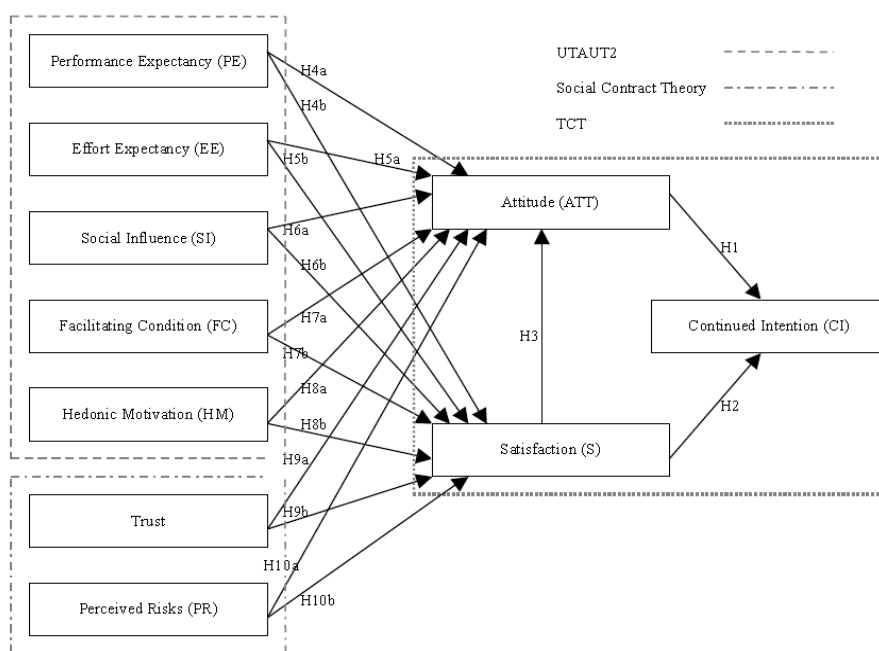 Performance Expectancy (PE)
Effort Expectancy (EE)
Social Influence (SI)
Facilitating Condition (FC)
Hedonic Motivation (HM)
Trust
Perceived Risks (PR)
H4a
H4b
H5b
H5a
H6a
H6b
H7a
H7b
H8a
H8b
H9a
H9b
H10a
H10b
UTAUT2
Social Contract Theory
TCT
Attitude (ATT)
H3
Satisfaction (S)
H1
H2
Continued Intention (CI)